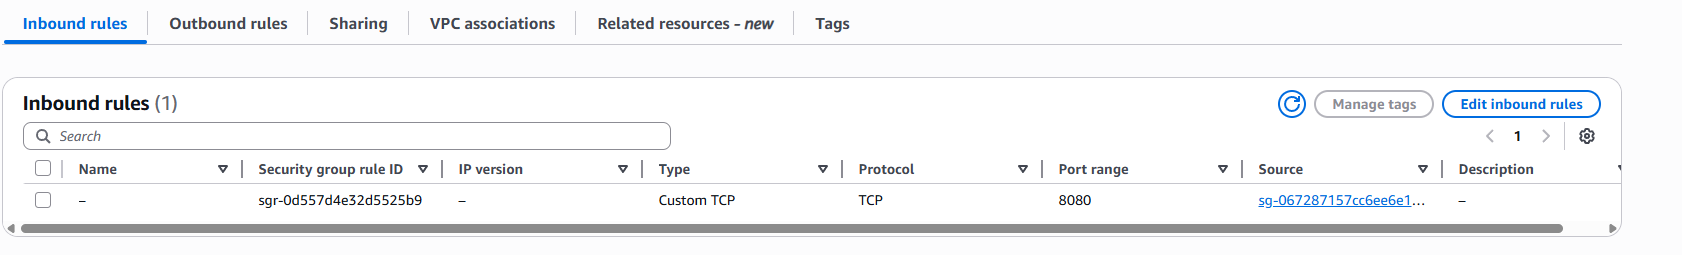 Inbound rules Outbound rules Sharing VPC associations Related resources - new Tags
Inbound rules (1) Manage tags Edit inbound rules
Search 1
Name Security group rule ID IP version Type Protocol Port range Source Description
– sgr-0d557d4e32d5525b9 – Custom TCP TCP 8080 sg-067287157cc6ee6e1... –